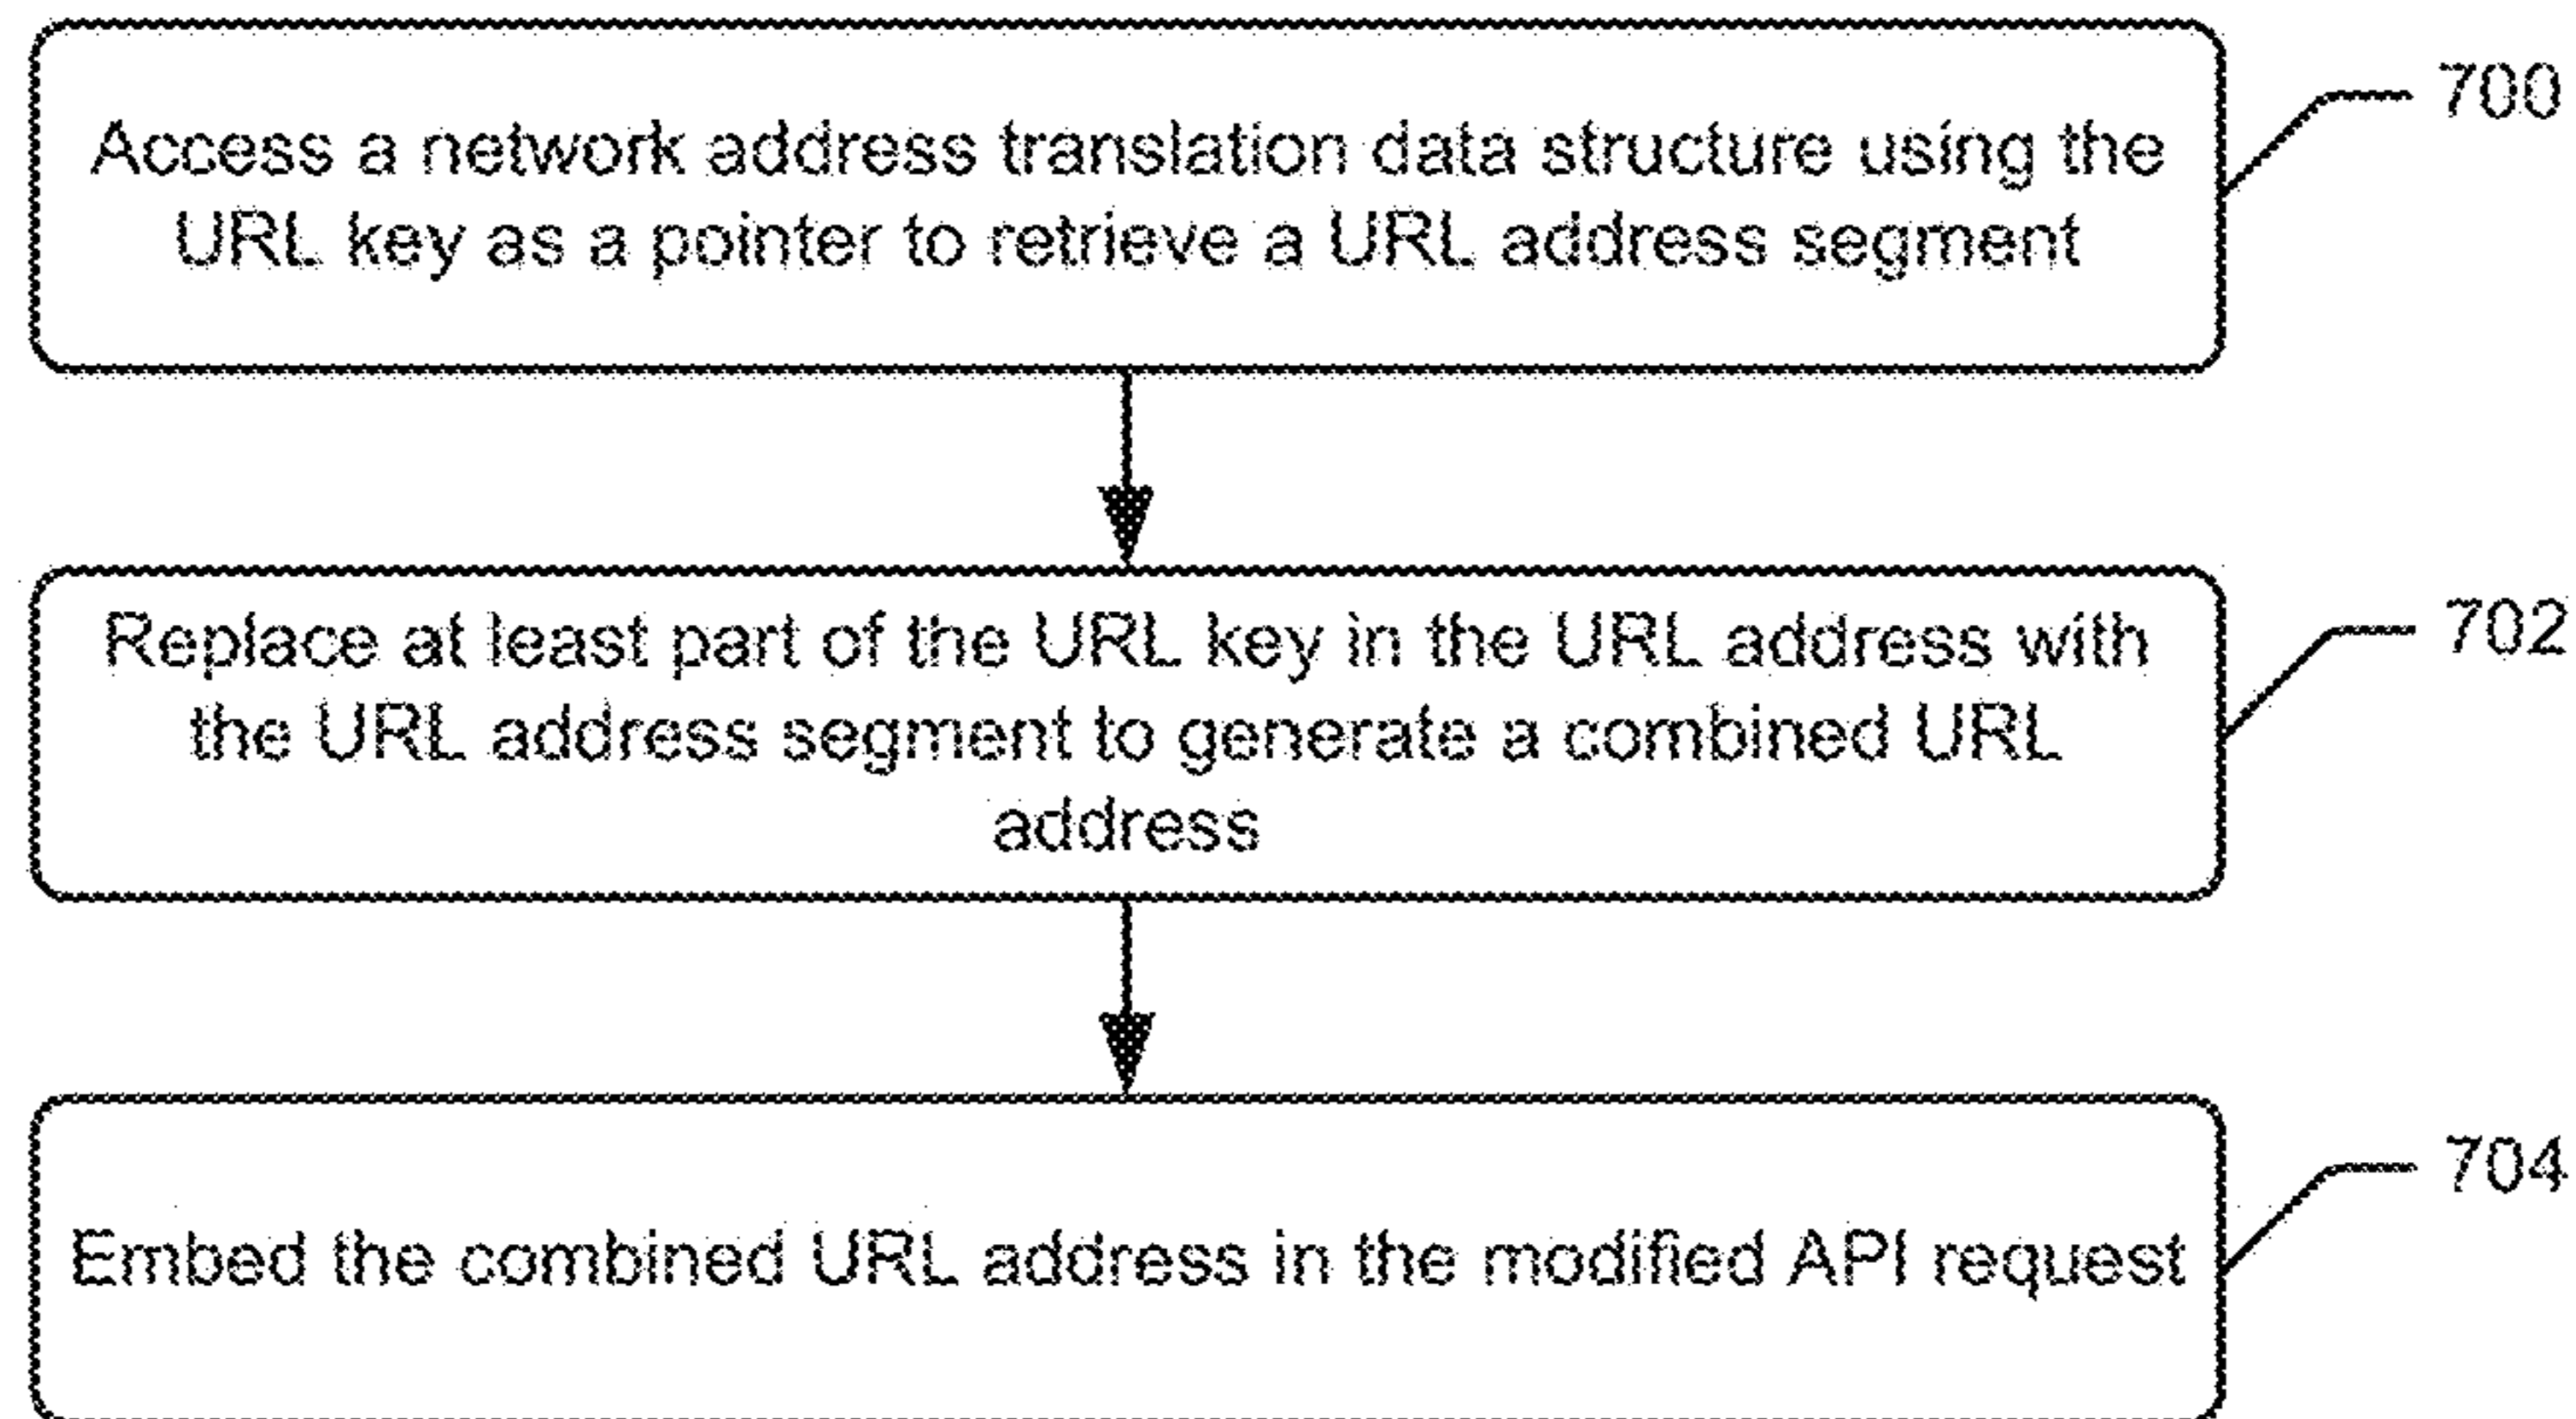 Access a network address translation data structure using the
URL key as a pointer to retrieve a URL address segment
700
Replace at least part of the URL key in the URL address with
the URL address segment to generate a combined URL
address
702
Embed the combined URL address in the modified API request
704